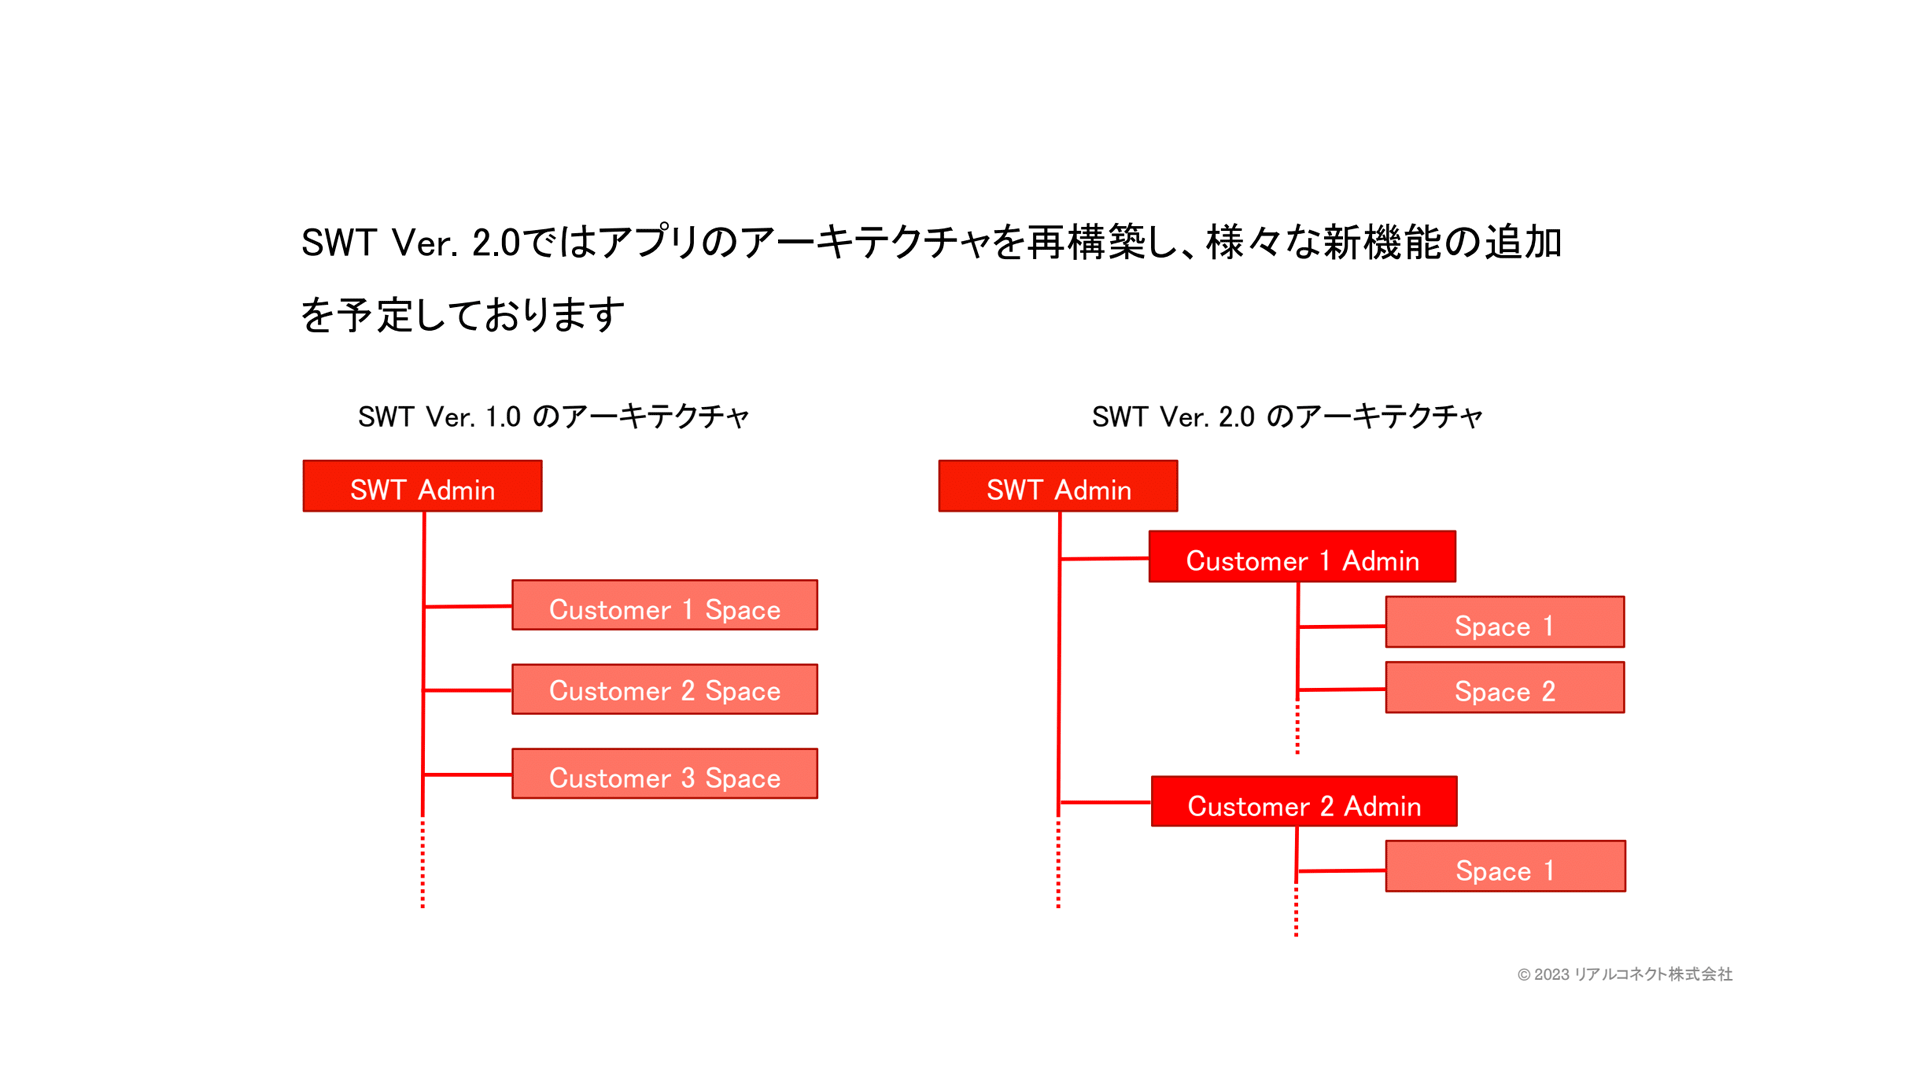 SWT Ver. 2.0ではアプリのアーキテクチャを再構築し、様々な新機能の追加
を予定しております
SWT Ver. 1.0 のアーキテクチャ
SWT Admin
Customer 1 Space
Customer 2 Space
Customer 3 Space
SWT Ver. 2.0 のアーキテクチャ
SWT Admin
Customer 1 Admin
Space 1
Space 2
Customer 2 Admin
Space 1
© 2023 リアルコネクト株式会社